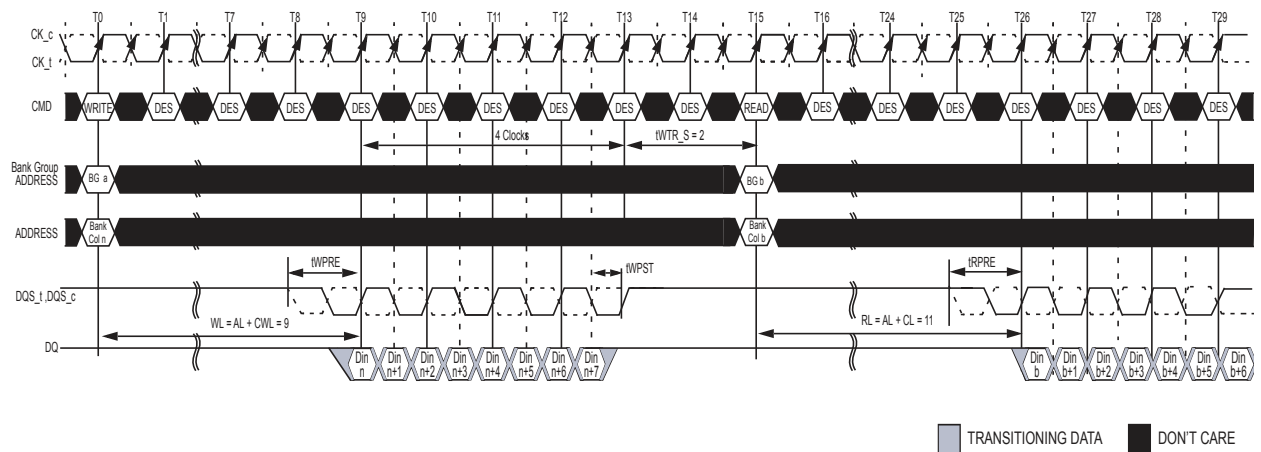 T0 T1 T7 T8 T9 T10 T11 T12 T13 T14 T15 T16 T24 T25 T26 T27 T28 T29
CK_c
CK_t
CMD WRITE DES DES DES DES DES DES DES DES DES READ DES DES DES DES DES DES DES
4 Clocks tWTR_S = 2
Bank Group
ADDRESS BG a BG b
ADDRESS
Bank
Col n
Bank
Col b
tWPRE tWPST tRPRE
DQS_t ,DQS_c
WL = AL + CWL = 9 RL = AL + CL = 11
DQ
Din Din Din Din Din Din Din Din Din Din Din Din Din Din Din
n n+1 n+2 n+3 n+4 n+5 n+6 n+7 b b+1 b+2 b+3 b+4 b+5 b+6
TRANSITIONING DATA DON'T CARE